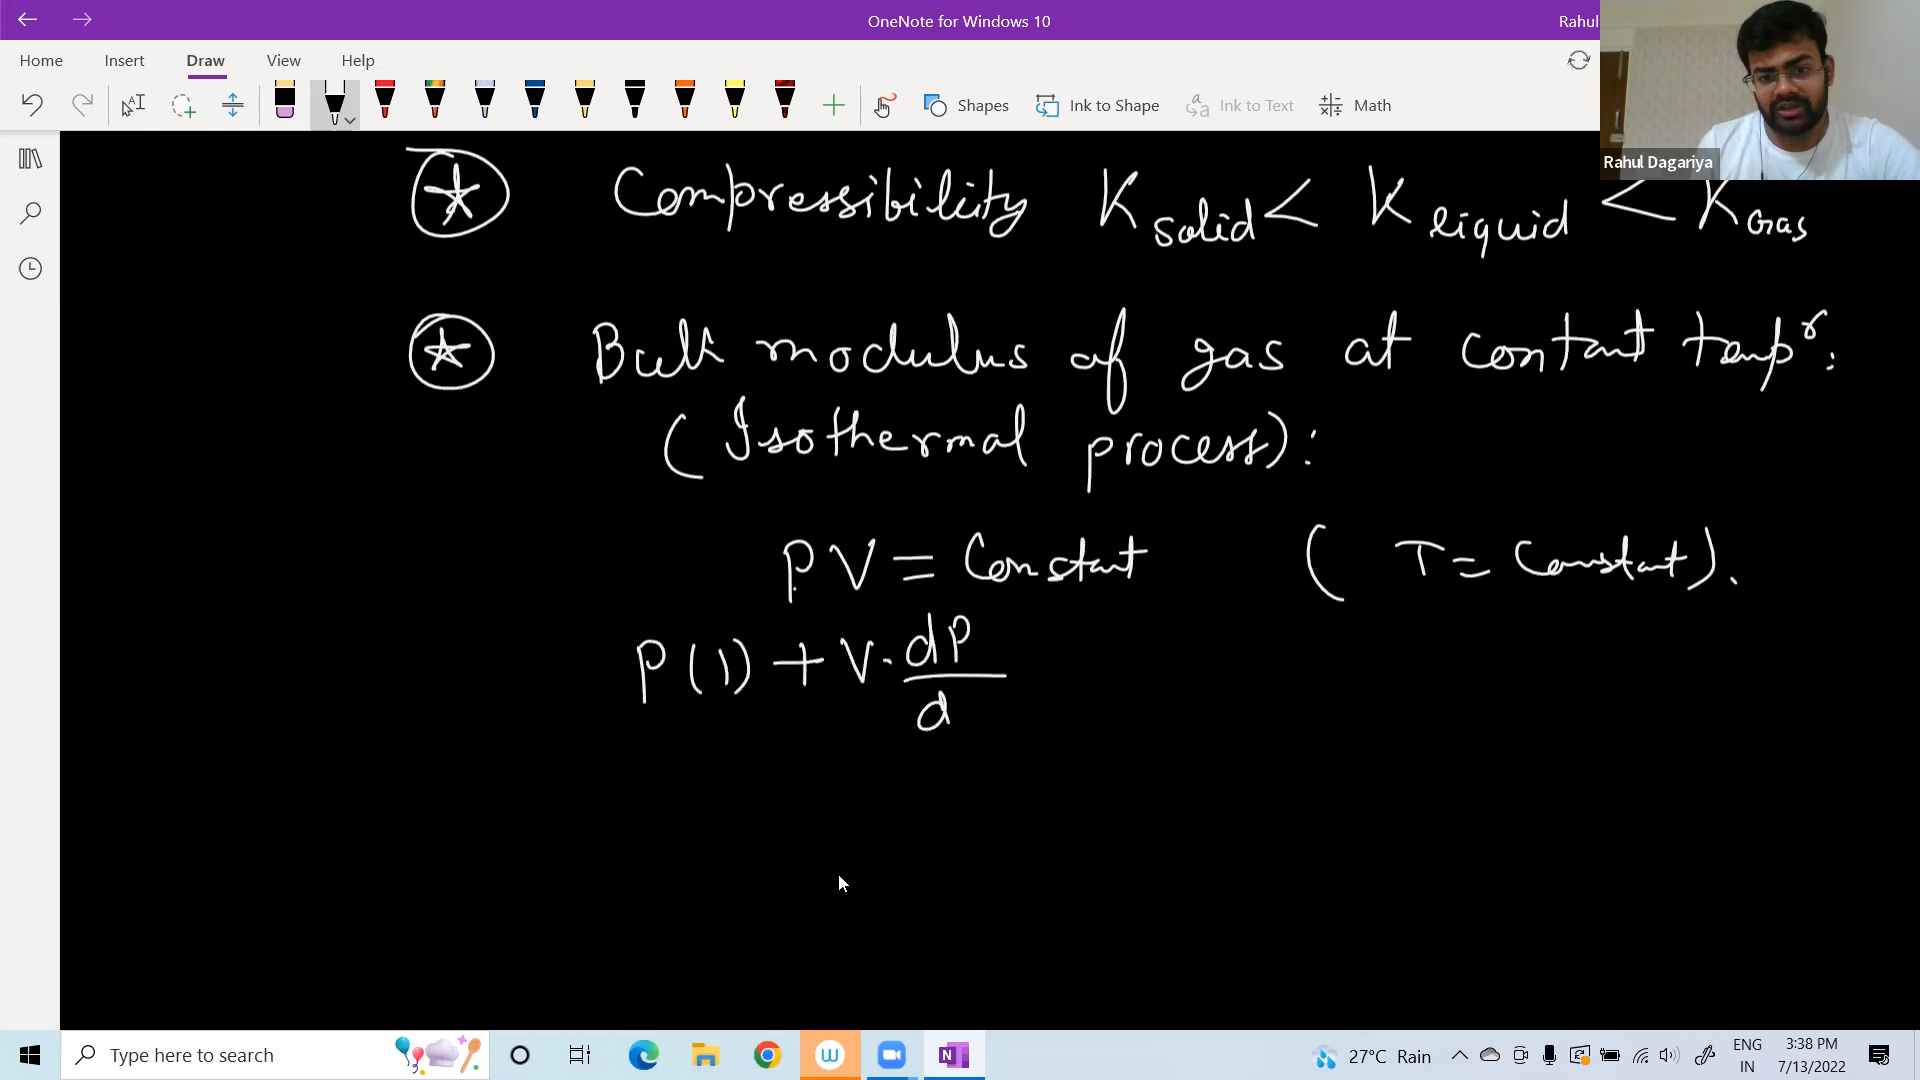 OneNote for Windows 10
Rahul
Home Insert Draw View Help
Shapes Ink to Shape Ink to Text Math
Rahul Dagariya
Compressibility K solid < K liquid < K Gas
Bulk modulus of gas at contant tempr.
(Isothermal process):
PV = Constant ( T = Constant).
P(1) + V. dP/d
Type here to search
27°C Rain
ENG
IN
3:38 PM
7/13/2022